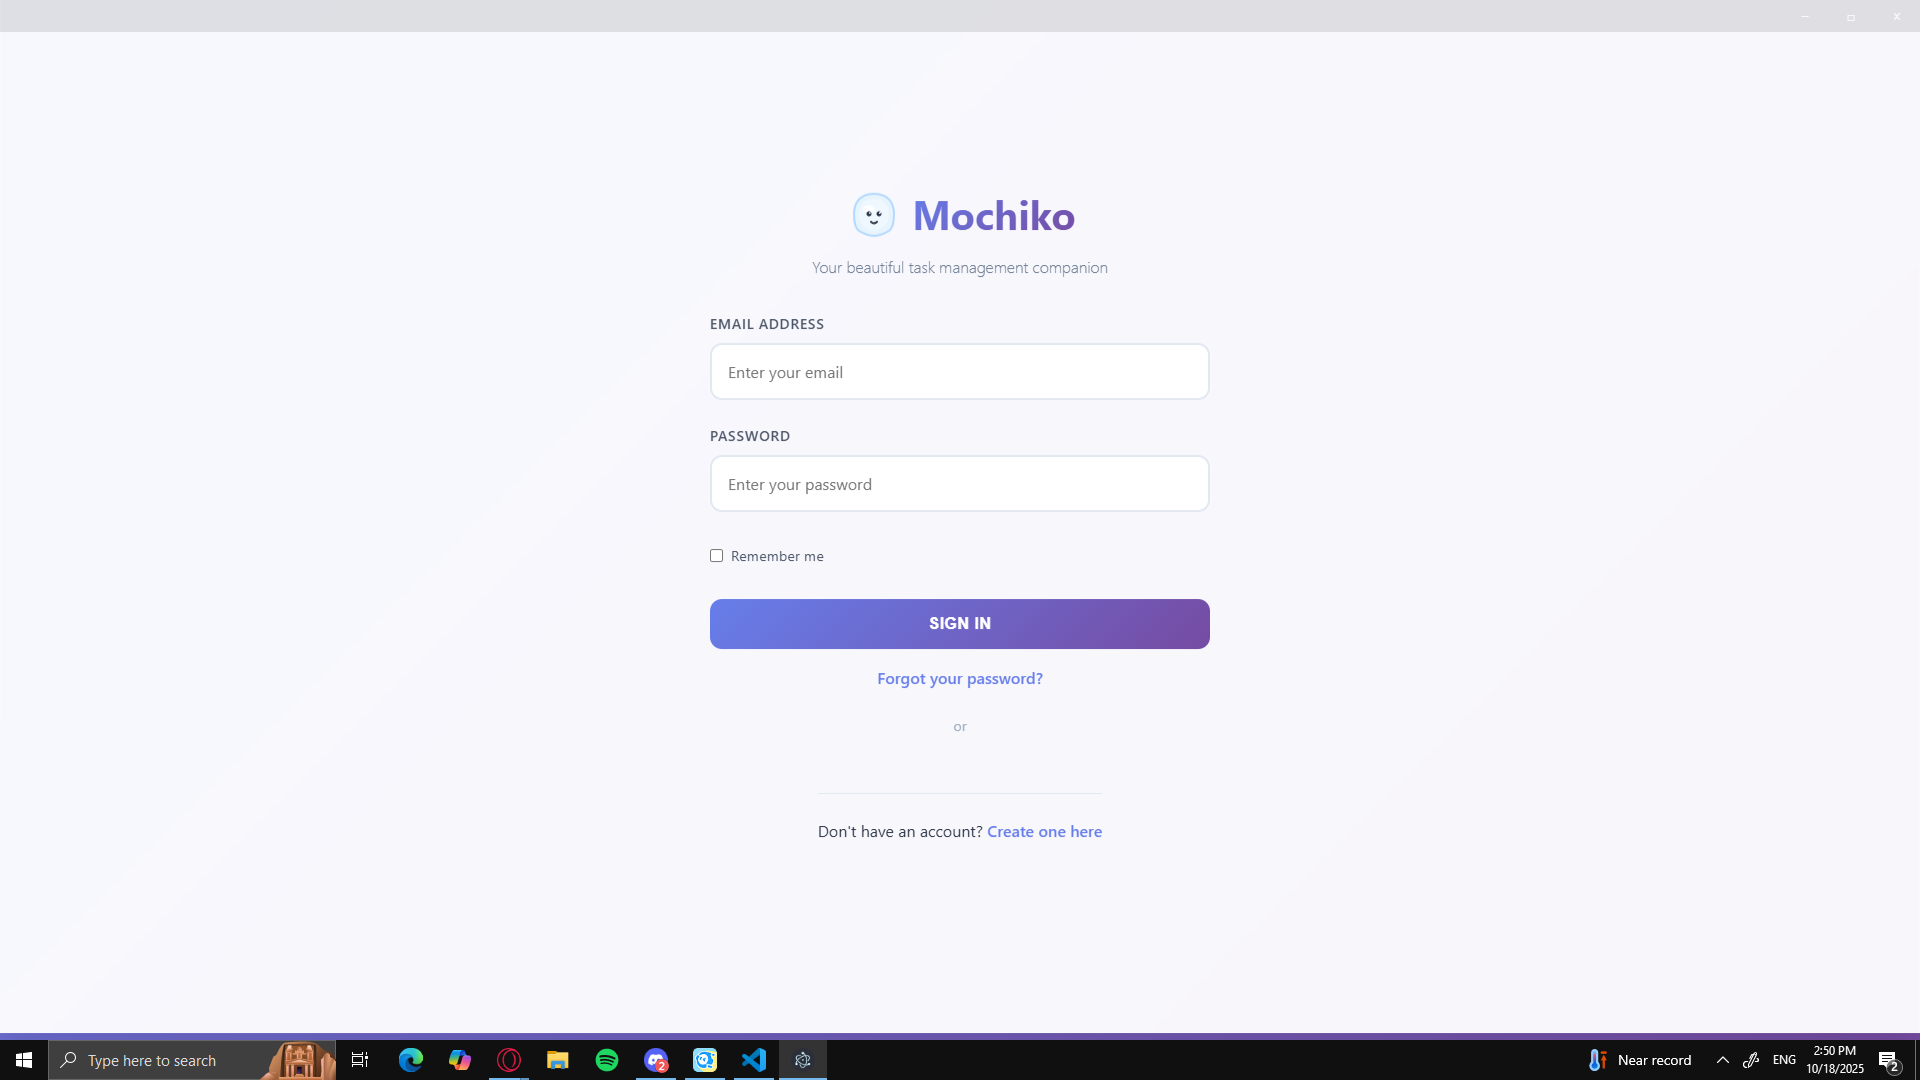 Mochiko
Your beautiful task management companion
EMAIL ADDRESS
Enter your email
PASSWORD
Enter your password
Remember me
SIGN IN
Forgot your password?
or
Don't have an account? Create one here
Type here to search
2
Near record
ENG
2:50 PM
10/18/2025
2